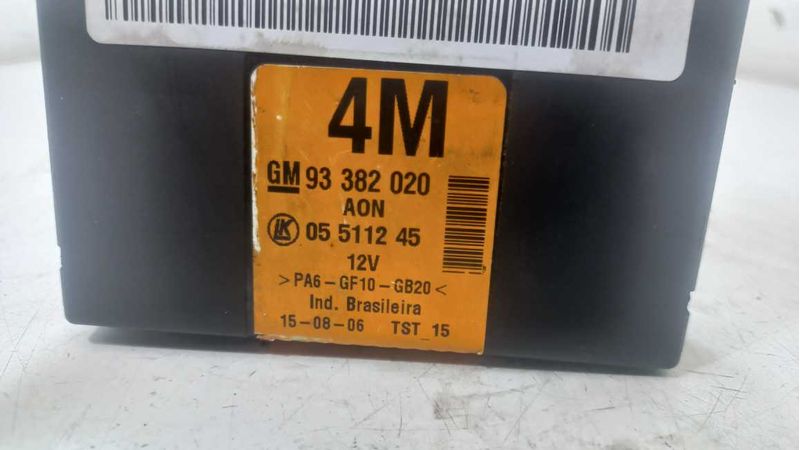 4M
GM 93 382 020
AON
LK 05 5112 45
12V
>PA6-GF10-GB20<
Ind. Brasileira
15-08-06 TST_15